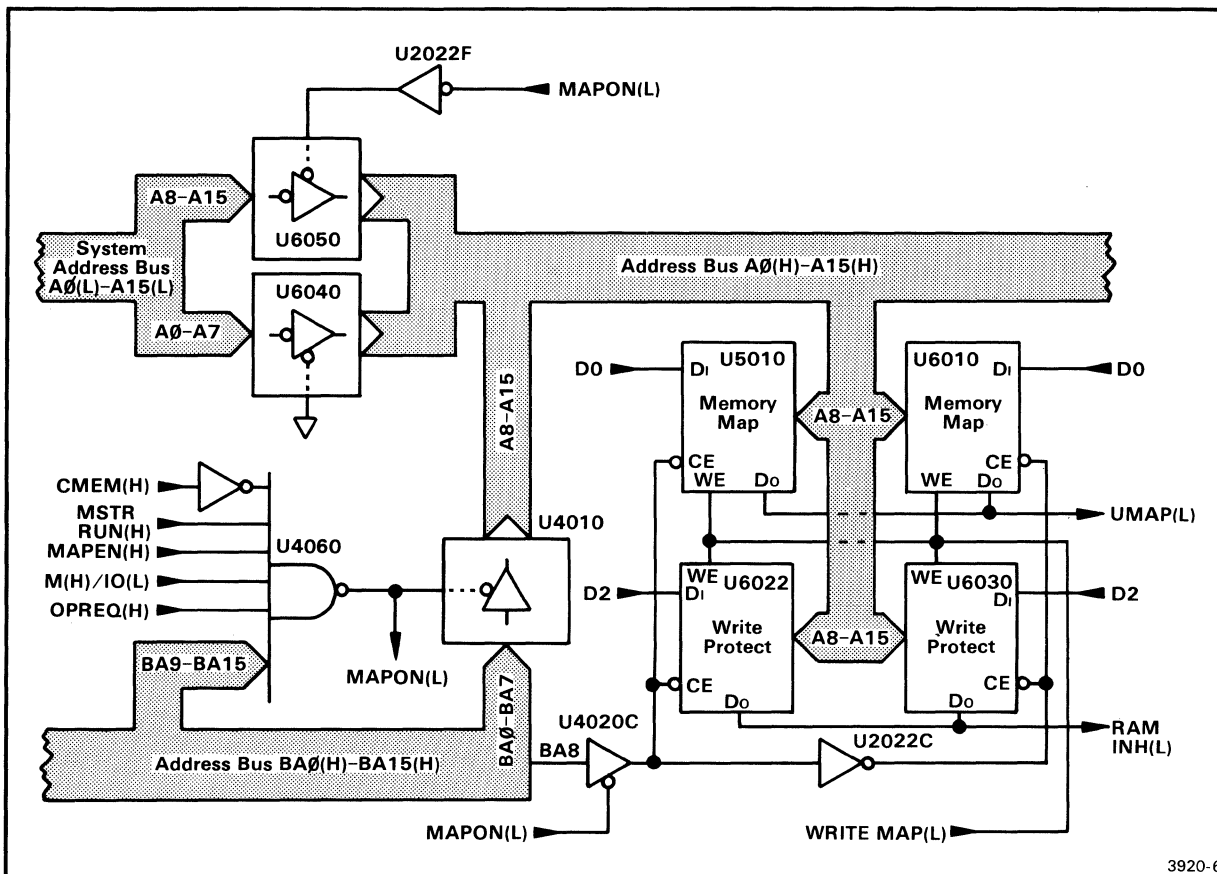 U2022F
MAPON(L)
A8-A15
U6050
System
Address Bus
AØ(L)-A15(L)
Address Bus AØ(H)-A15(H)
U6040
AØ-A7
A8-A15
D0
U5010
DI
Memory
Map
CE
WE
DO
A8-A15
U6010
DI
D0
Memory
Map
CE
WE
DO
UMAP(L)
CMEM(H)
MSTR
RUN(H)
MAPEN(H)
M(H)/IO(L)
OPREQ(H)
U4060
U4010
MAPON(L)
BA9-BA15
BAØ-BA7
Address Bus BAØ(H)-BA15(H)
D2
WE
U6022
DI
Write
Protect
CE
DO
A8-A15
WE
U6030
DI
D2
Write
Protect
CE
DO
RAM
INH(L)
BA8
U4020C
U2022C
MAPON(L)
WRITE MAP(L)
3920-6